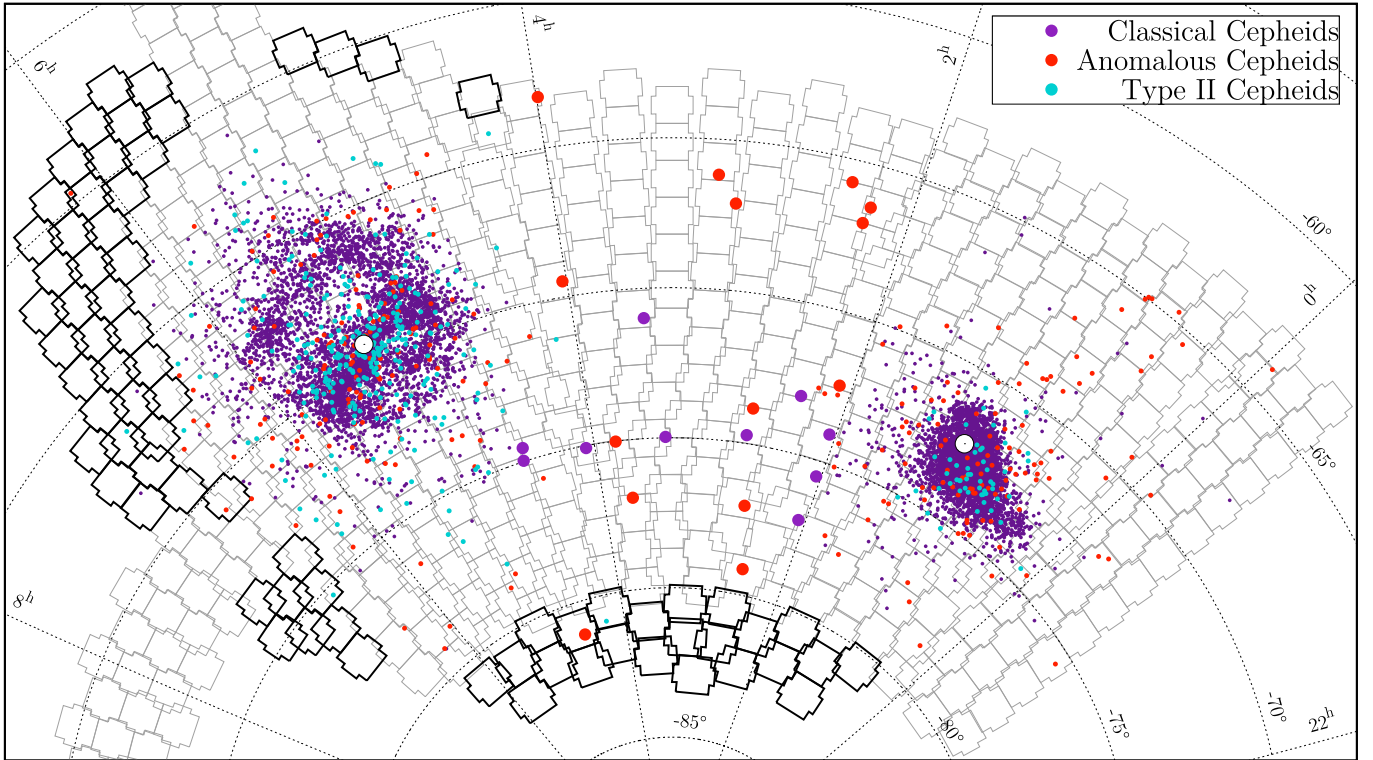 4h
2h
Classical Cepheids
Anomalous Cepheids
Type II Cepheids
6h
-60°
0h
-65°
8h
-85°
-80°
-75°
-70°
22h